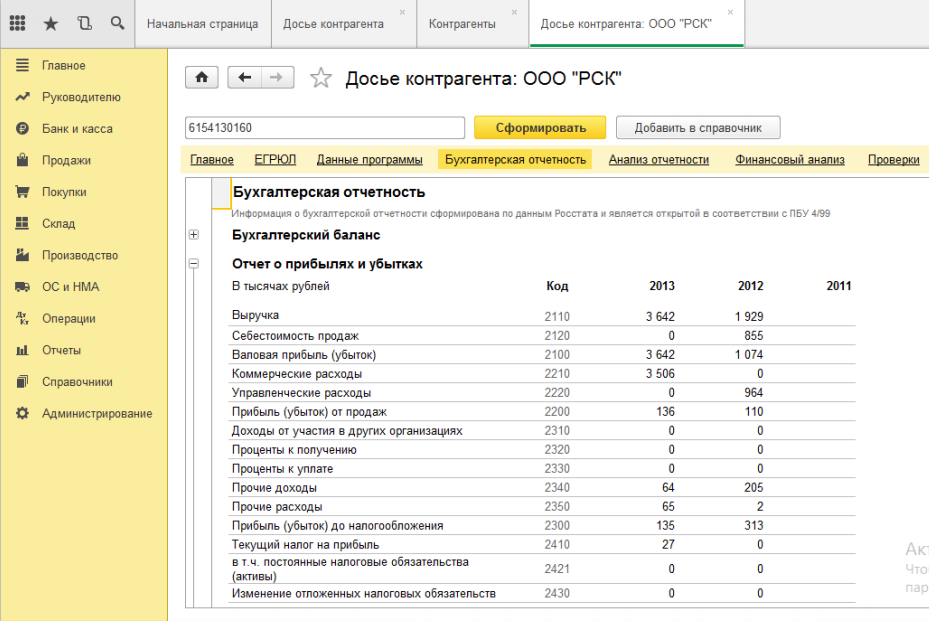 Начальная страница
Досье контрагента
Контрагенты
Досье контрагента: ООО "РСК"
Главное
Руководителю
Банк и касса
Продажи
Покупки
Склад
Производство
ОС и НМА
Операции
Отчеты
Справочники
Администрирование
Досье контрагента: ООО "РСК"
6154130160
Сформировать
Добавить в справочник
Главное ЕГРЮЛ Данные программы Бухгалтерская отчетность Анализ отчетности Финансовый анализ Проверки
Бухгалтерская отчетность
Информация о бухгалтерской отчетности сформирована по данным Росстата и является открытой в соответствии с ПБУ 4/99
Бухгалтерский баланс
Отчет о прибылях и убытках
В тысячах рублей Код 2013 2012 2011
Выручка 2110 3 642 1 929
Себестоимость продаж 2120 0 855
Валовая прибыль (убыток) 2100 3 642 1 074
Коммерческие расходы 2210 3 506 0
Управленческие расходы 2220 0 964
Прибыль (убыток) от продаж 2200 136 110
Доходы от участия в других организациях 2310 0 0
Проценты к получению 2320 0 0
Проценты к уплате 2330 0 0
Прочие доходы 2340 64 205
Прочие расходы 2350 65 2
Прибыль (убыток) до налогообложения 2300 135 313
Текущий налог на прибыль 2410 27 0
в т.ч. постоянные налоговые обязательства
(активы) 2421 0 0
Изменение отложенных налоговых обязательств 2430 0 0